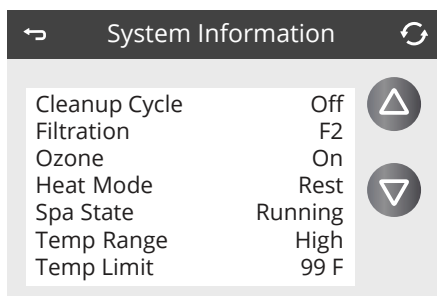 System Information
Cleanup Cycle Off
Filtration F2
Ozone On
Heat Mode Rest
Spa State Running
Temp Range High
Temp Limit 99 F